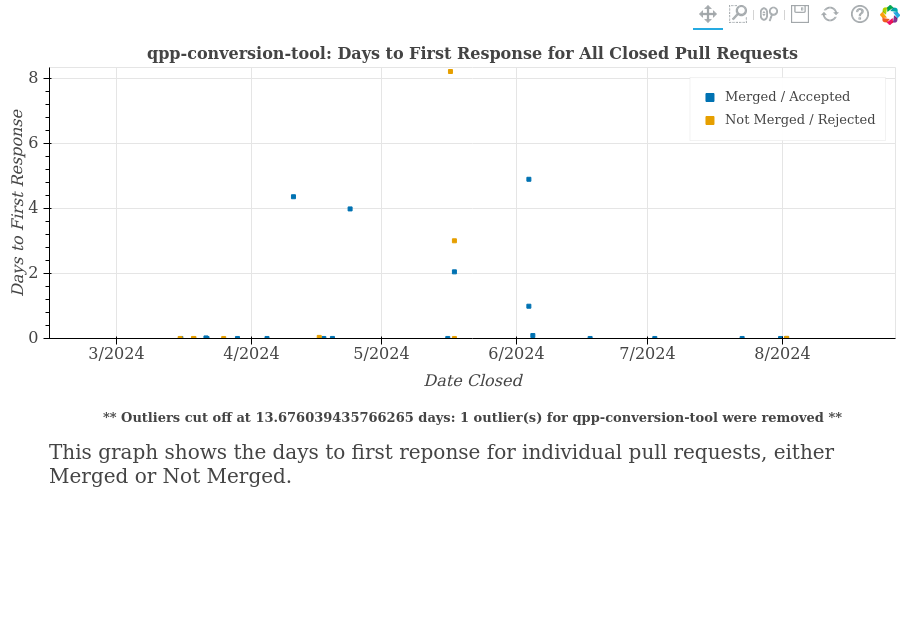 qpp-conversion-tool: Days to First Response for All Closed Pull Requests
Merged / Accepted
Not Merged / Rejected
Days to First Response
8
6
4
2
0
3/2024 4/2024 5/2024 6/2024 7/2024 8/2024
Date Closed
** Outliers cut off at 13.676039435766265 days: 1 outlier(s) for qpp-conversion-tool were removed **
This graph shows the days to first reponse for individual pull requests, either
Merged or Not Merged.